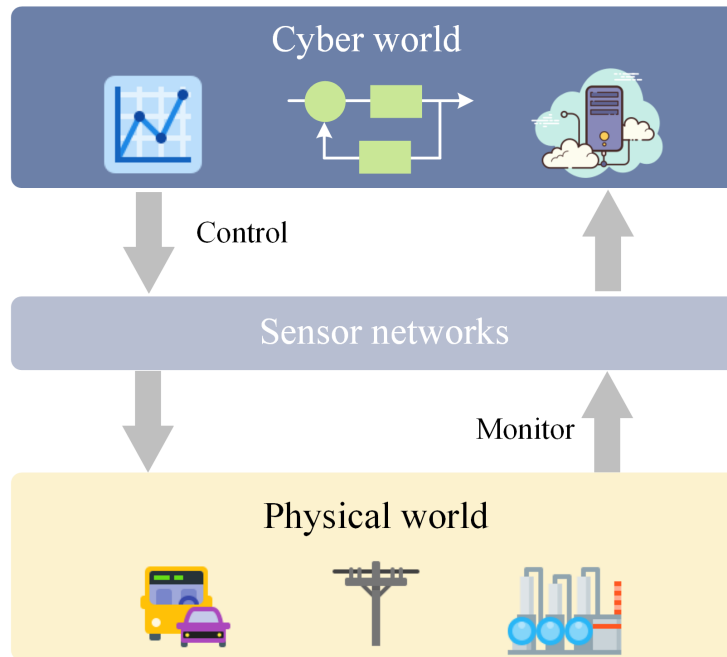 Cyber world
Control
Sensor networks
Monitor
Physical world